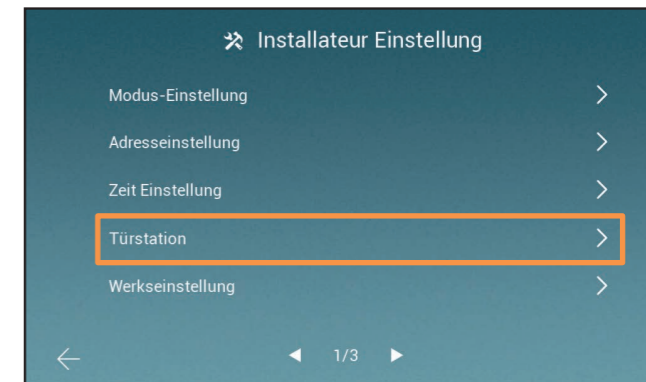 Installateur Einstellung
Modus-Einstellung
Adresseinstellung
Zeit Einstellung
Türstation
Werkseinstellung
1/3